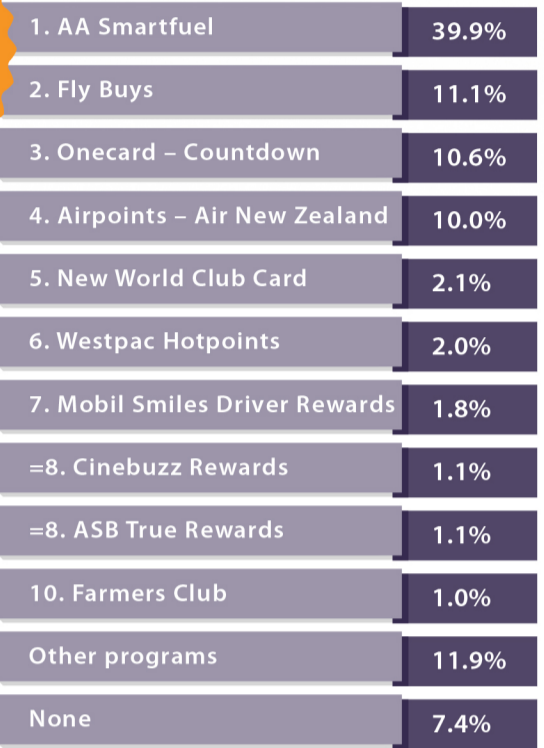 1. AA Smartfuel 39.9%
2. Fly Buys 11.1%
3. Onecard – Countdown 10.6%
4. Airpoints – Air New Zealand 10.0%
5. New World Club Card 2.1%
6. Westpac Hotpoints 2.0%
7. Mobil Smiles Driver Rewards 1.8%
=8. Cinebuzz Rewards 1.1%
=8. ASB True Rewards 1.1%
10. Farmers Club 1.0%
Other programs 11.9%
None 7.4%